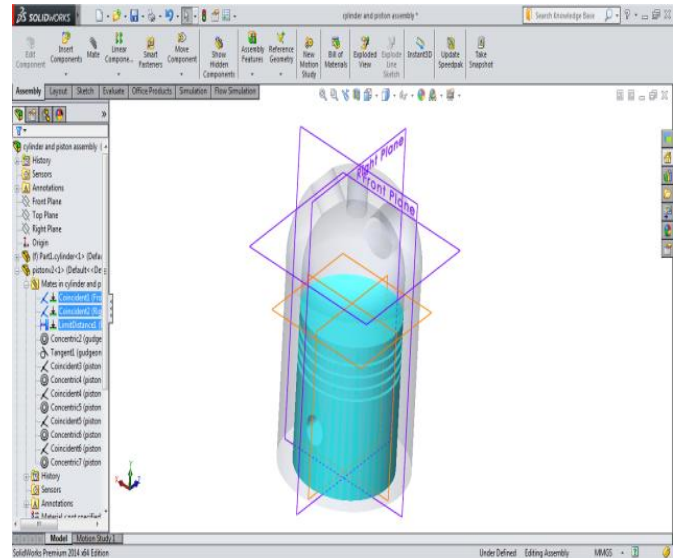 SOLIDWORKS
cylinder and piston assembly *
Search Knowledge Base
Edit Component
Insert Components
Mate
Linear Compone...
Smart Fasteners
Move Component
Show Hidden Components
Assembly Features
Reference Geometry
New Motion Study
Bill of Materials
Exploded View
Explode Line Sketch
Instant3D
Update Speedpak
Take Snapshot
Assembly Layout Sketch Evaluate Office Products Simulation Flow Simulation
cylinder and piston assembly (
History
Sensors
Annotations
Front Plane
Top Plane
Right Plane
Origin
(f) Part1.cylinder<1> (Defau
pistonv2<1> (Default<<De
Mates in cylinder and p
Coincident1 (Fro
Coincident2 (Ri
LimitDistance1 (
Concentric2 (gudge
Tangent1 (gudgeon
Coincident3 (piston
Concentric4 (piston
Coincident4 (piston
Concentric5 (piston
Coincident5 (piston
Concentric6 (piston
Coincident6 (piston
Concentric7 (piston
History
Sensors
Annotations
Right Plane
Front Plane
Model Motion Study 1
SolidWorks Premium 2014 x64 Edition
Under Defined Editing Assembly MMGS